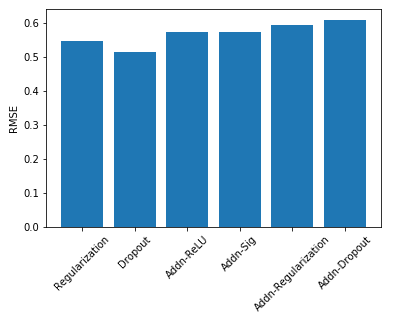 0.6
0.5
0.4
0.3
0.2
0.1
0.0
RMSE
Regularization
Dropout
Addn-ReLU
Addn-Sig
Addn-Regularization
Addn-Dropout